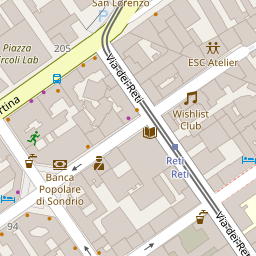 San Lorenzo
Piazza
ircoli Lab
205
ESC Atelier
Via dei Reti
Wishlist
Club
rtina
Reti
Reti
Banca
Popolare
di Sondrio
94
Via dei Reti